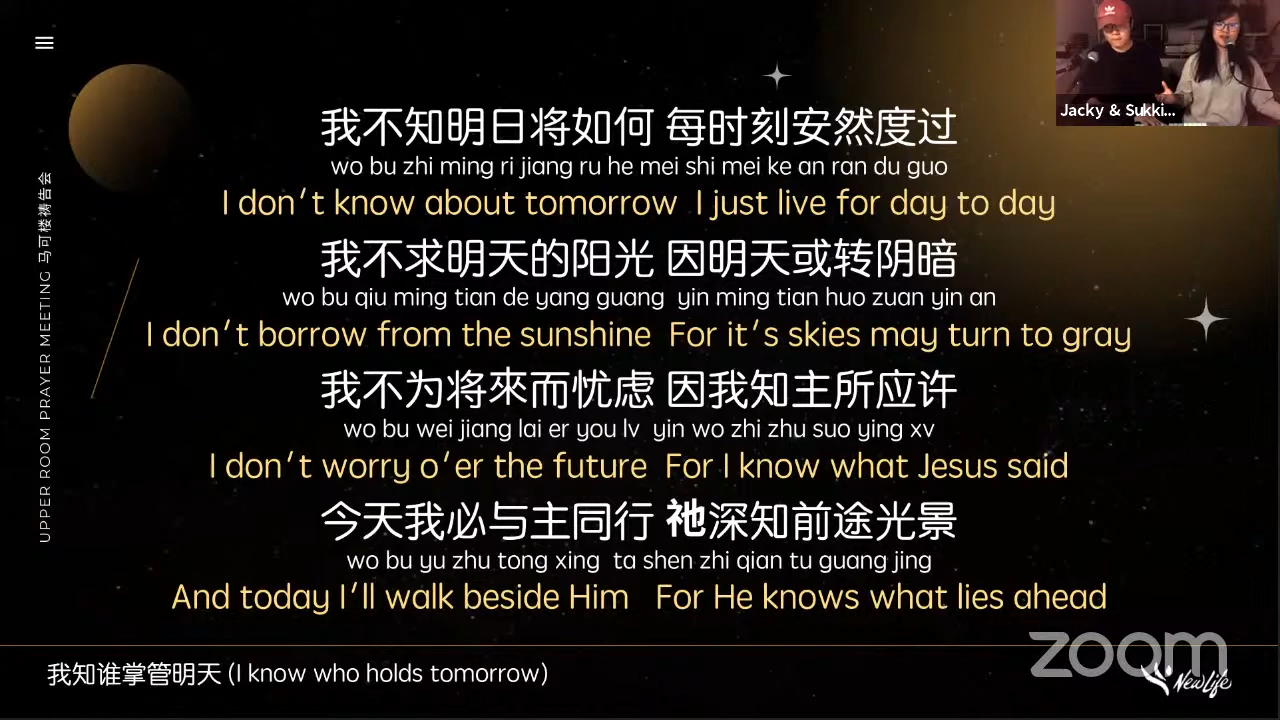 Jacky & Sukki...
我不知明日将如何 每时刻安然度过
wo bu zhi ming ri jiang ru he mei shi mei ke an ran du guo
I don't know about tomorrow I just live for day to day
我不求明天的阳光 因明天或转阴暗
wo bu qiu ming tian de yang guang yin ming tian huo zuan yin an
I don't borrow from the sunshine For it's skies may turn to gray
我不为将來而忧虑 因我知主所应许
wo bu wei jiang lai er you lv yin wo zhi zhu suo ying xv
I don't worry o'er the future For I know what Jesus said
今天我必与主同行 祂深知前途光景
wo bu yu zhu tong xing ta shen zhi qian tu guang jing
And today I'll walk beside Him For He knows what lies ahead
UPPER ROOM PRAYER MEETING 马可楼祷告会
我知谁掌管明天 (I know who holds tomorrow)
zoom
New Life